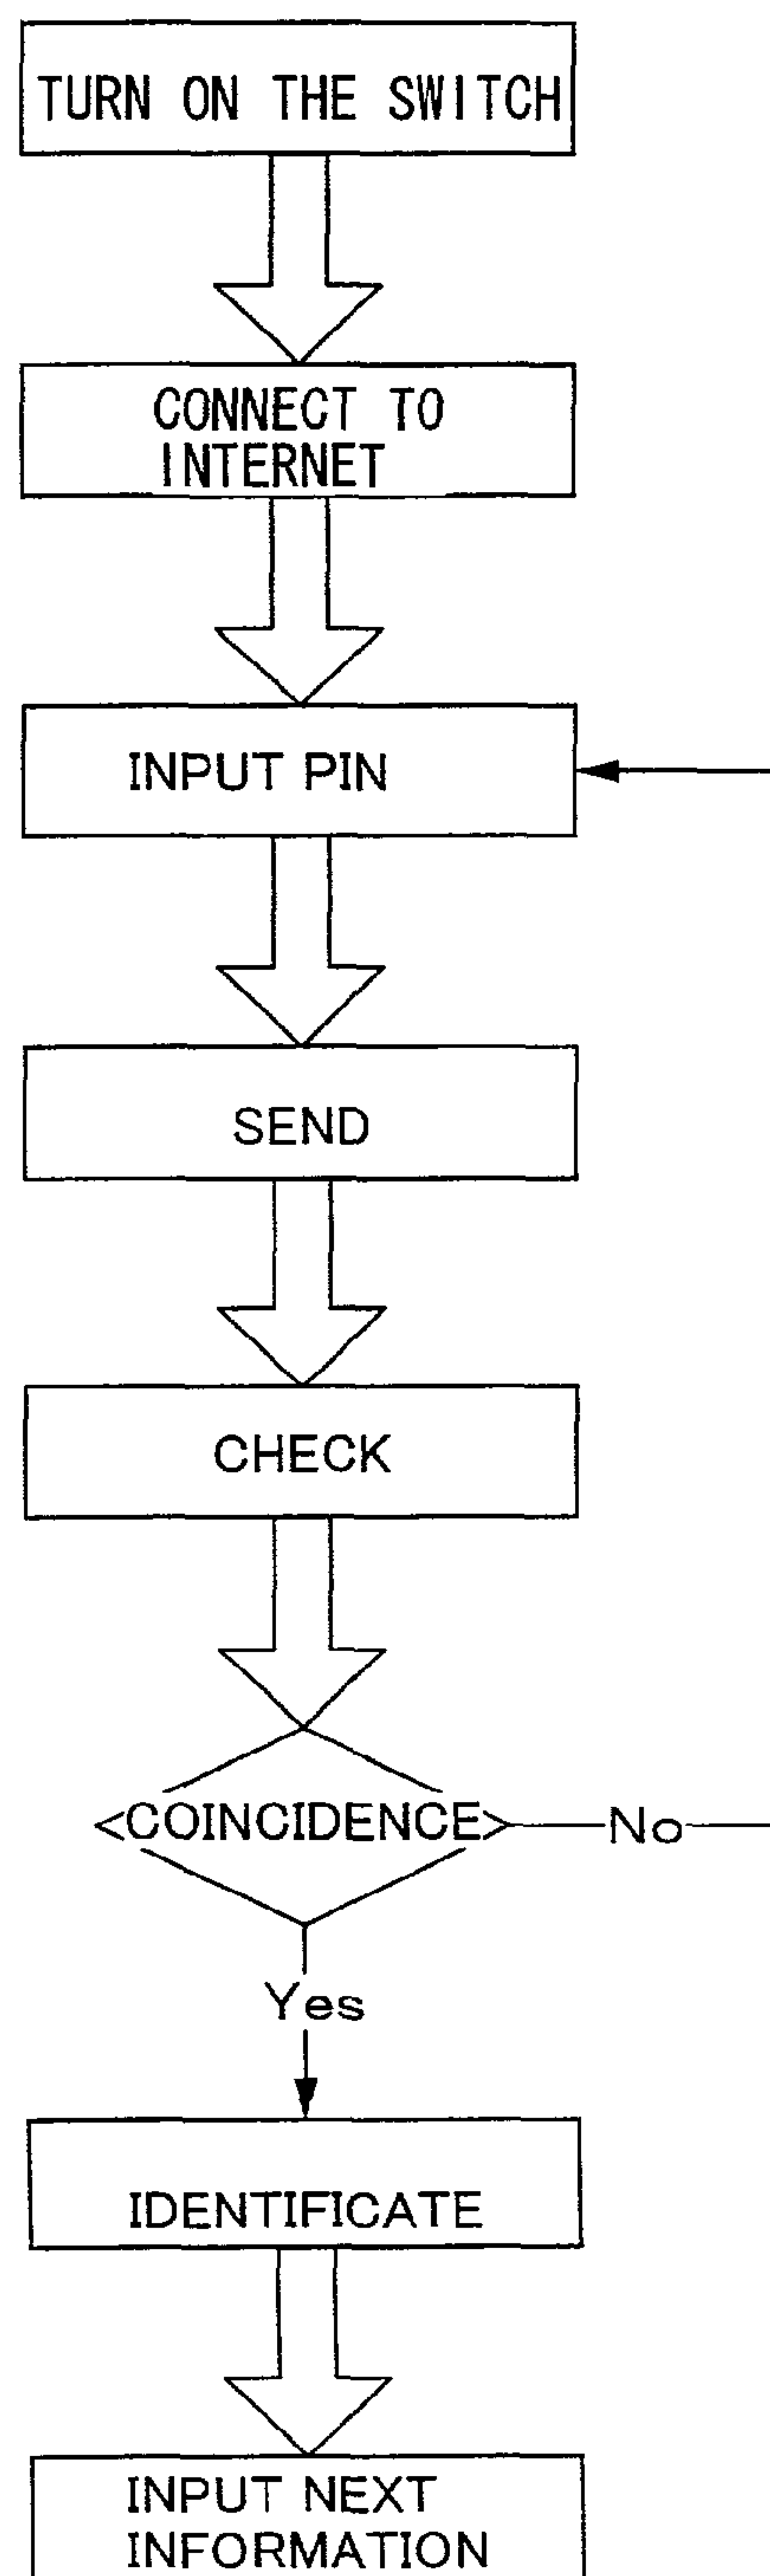 TURN ON THE SWITCH
CONNECT TO
INTERNET
INPUT PIN
SEND
CHECK
<COINCIDENCE>
No
Yes
IDENTIFICATE
INPUT NEXT
INFORMATION